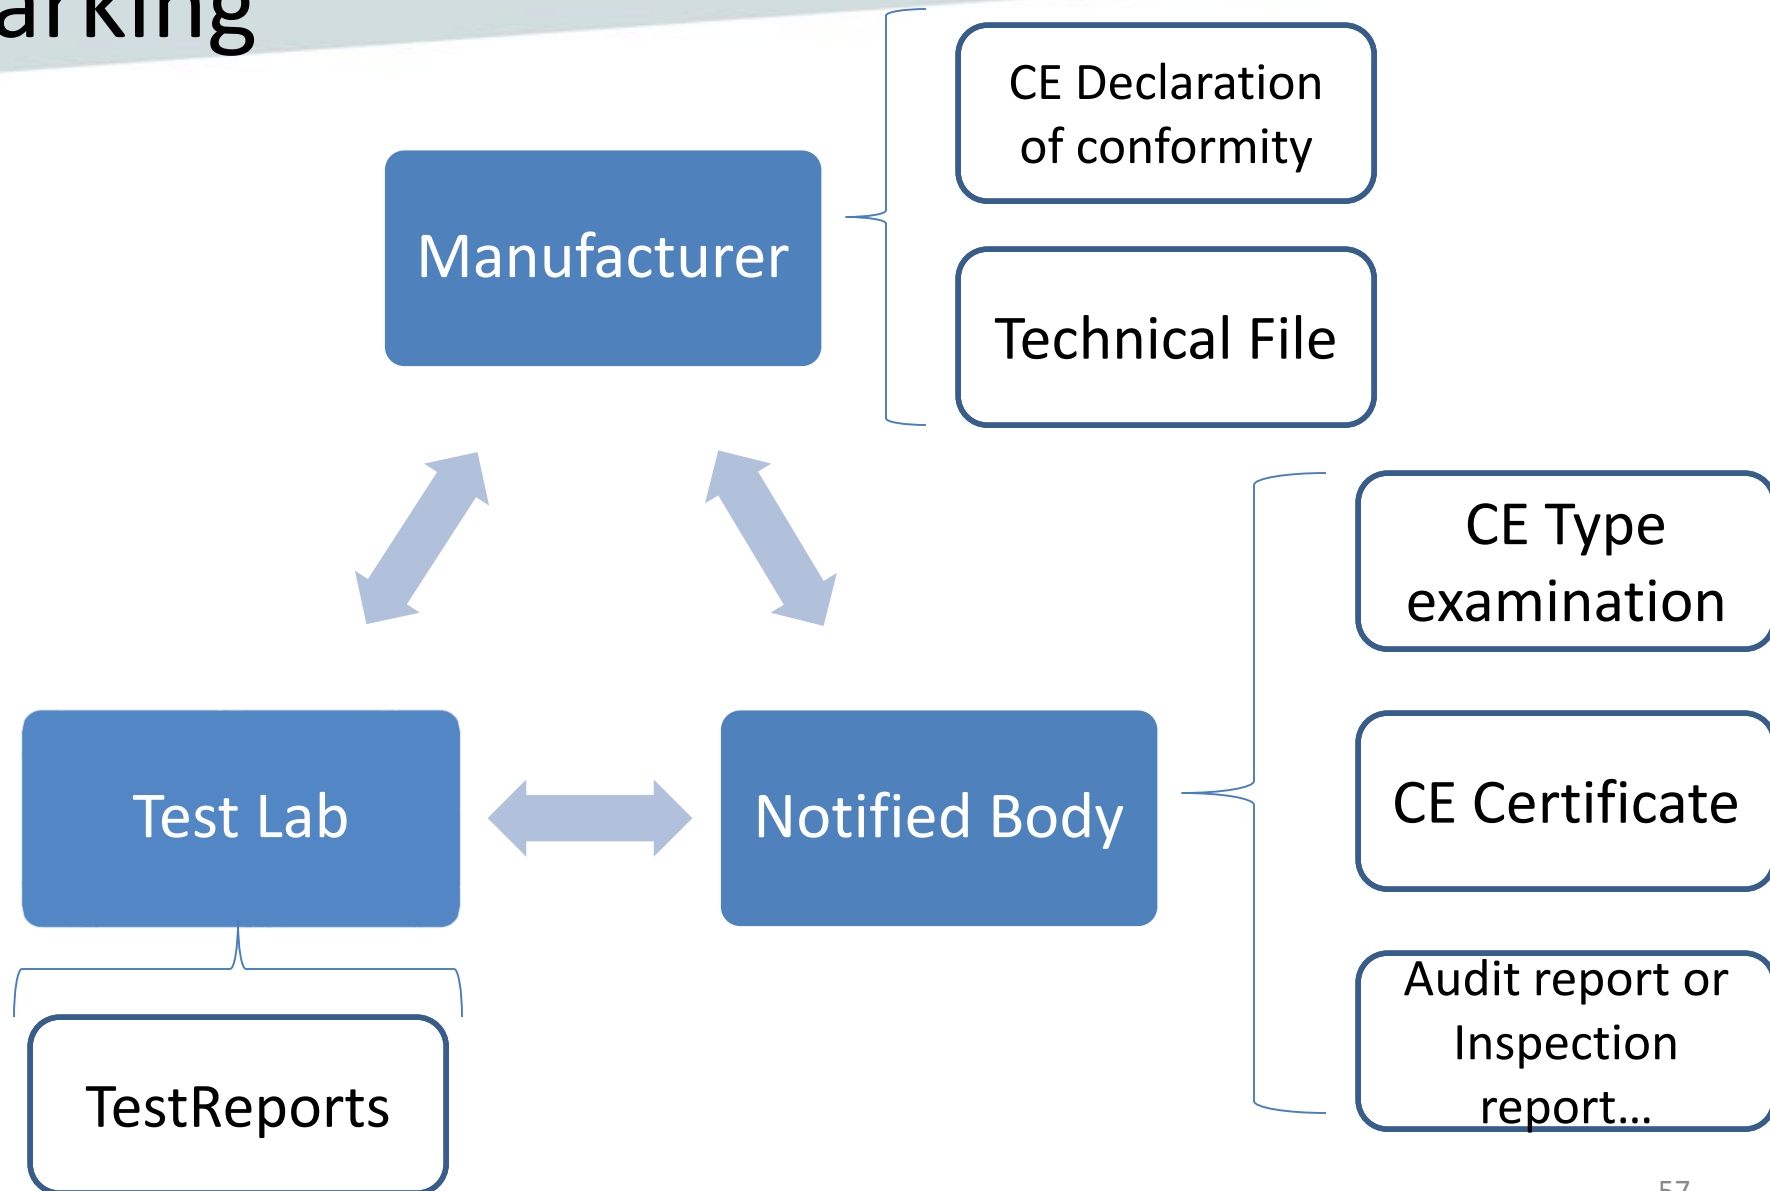 arking
CE Declaration
of conformity
Manufacturer
Technical File
CE Type
examination
Test Lab
Notified Body
CE Certificate
Audit report or
Inspection
report...
TestReports
57